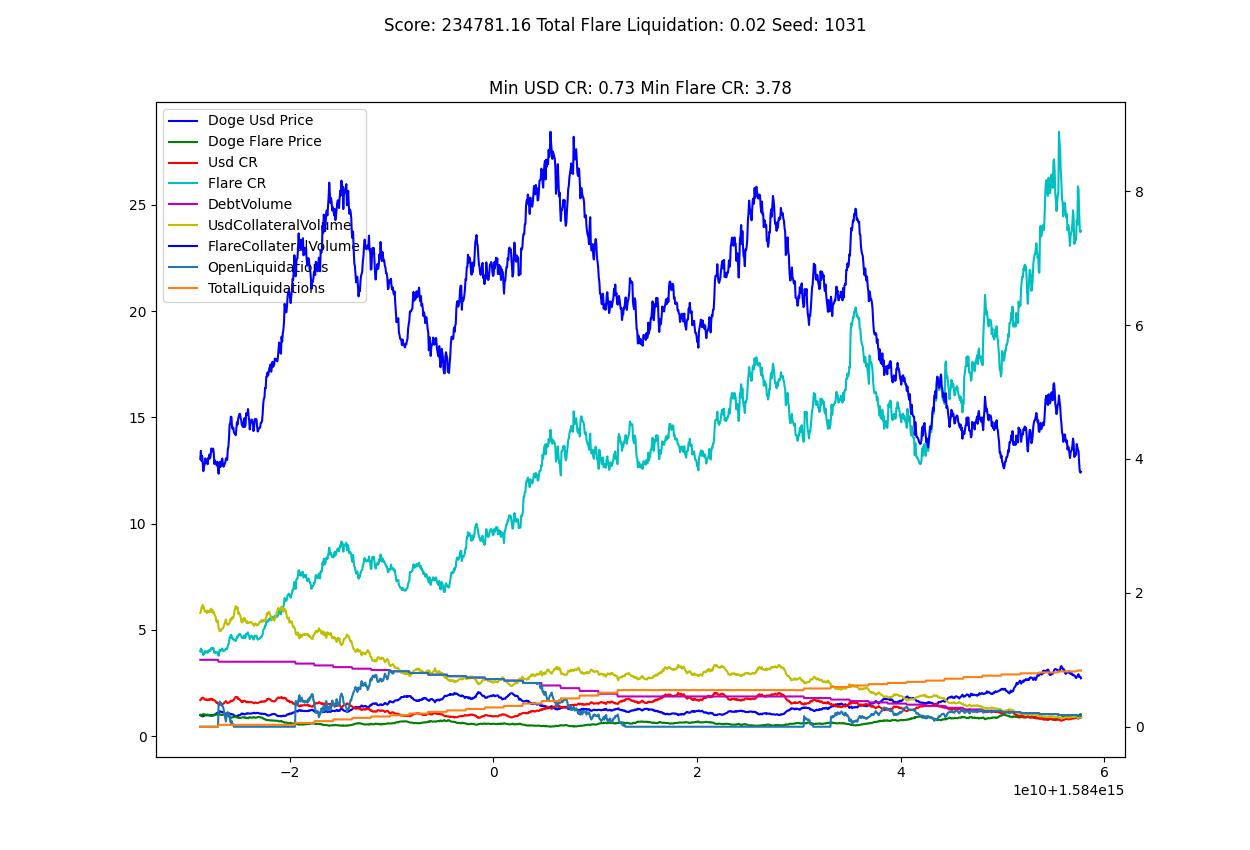 Score: 234781.16 Total Flare Liquidation: 0.02 Seed: 1031
Min USD CR: 0.73 Min Flare CR: 3.78
Doge Usd Price
Doge Flare Price
Usd CR
Flare CR
DebtVolume
UsdCollateralVolume
FlareCollateralVolume
OpenLiquidations
TotalLiquidations
25
20
15
10
5
0
8
6
4
2
0
−2
0
2
4
6
1e10+1.584e15